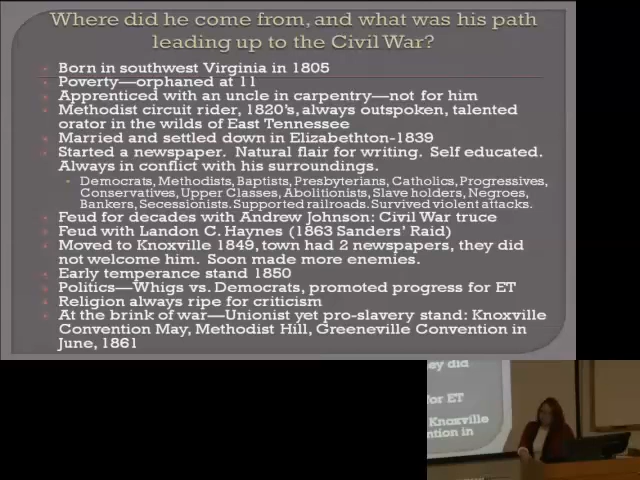 Where did he come from, and what was his path
leading up to the Civil War?
Born in southwest Virginia in 1805
Poverty—orphaned at 11
Apprenticed with an uncle in carpentry—not for him
Methodist circuit rider, 1820's, always outspoken, talented
orator in the wilds of East Tennessee
Married and settled down in Elizabethton-1839
Started a newspaper. Natural flair for writing. Self educated.
Always in conflict with his surroundings.
Democrats, Methodists, Baptists, Presbyterians, Catholics, Progressives,
Conservatives, Upper Classes, Abolitionists, Slave holders, Negroes,
Bankers, Secessionists. Supported railroads. Survived violent attacks.
Feud for decades with Andrew Johnson: Civil War truce
Feud with Landon C. Haynes (1863 Sanders' Raid)
Moved to Knoxville 1849, town had 2 newspapers, they did
not welcome him. Soon made more enemies.
Early temperance stand 1850
Politics—Whigs vs. Democrats, promoted progress for ET
Religion always ripe for criticism
At the brink of war—Unionist yet pro-slavery stand: Knoxville
Convention May, Methodist Hill, Greeneville Convention in
June, 1861
ey did
for ET
Knoxville
ntion in